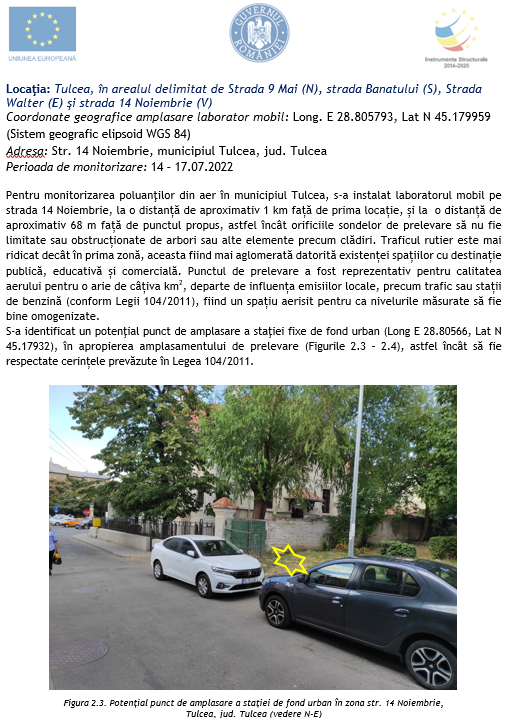 UNIUNEA EUROPEANĂ
GUVERNUL ROMÂNIEI
Instrumente Structurale
2014-2020
Locaţia: Tulcea, în arealul delimitat de Strada 9 Mai (N), strada Banatului (S), Strada
Walter (E) şi strada 14 Noiembrie (V)
Coordonate geografice amplasare laborator mobil: Long. E 28.805793, Lat N 45.179959
(Sistem geografic elipsoid WGS 84)
Adresa: Str. 14 Noiembrie, municipiul Tulcea, jud. Tulcea
Perioada de monitorizare: 14 – 17.07.2022
Pentru monitorizarea poluanţilor din aer în municipiul Tulcea, s-a instalat laboratorul mobil pe
strada 14 Noiembrie, la o distanță de aproximativ 1 km față de prima locație, și la o distanță de
aproximativ 68 m față de punctul propus, astfel încât orificiile sondelor de prelevare să nu fie
limitate sau obstrucționate de arbori sau alte elemente precum clădiri. Traficul rutier este mai
ridicat decât în prima zonă, aceasta fiind mai aglomerată datorită existenței spațiilor cu destinație
publică, educativă și comercială. Punctul de prelevare a fost reprezentativ pentru calitatea
aerului pentru o arie de câțiva km², departe de influența emisiilor locale, precum trafic sau stații
de benzină (conform Legii 104/2011), fiind un spațiu aerisit pentru ca nivelurile măsurate să fie
bine omogenizate.
S-a identificat un potențial punct de amplasare a stației fixe de fond urban (Long E 28.80566, Lat N
45.17932), în apropierea amplasamentului de prelevare (Figurile 2.3 – 2.4), astfel încât să fie
respectate cerințele prevăzute în Legea 104/2011.
Figura 2.3. Potențial punct de amplasare a stației de fond urban în zona str. 14 Noiembrie,
Tulcea, jud. Tulcea (vedere N-E)